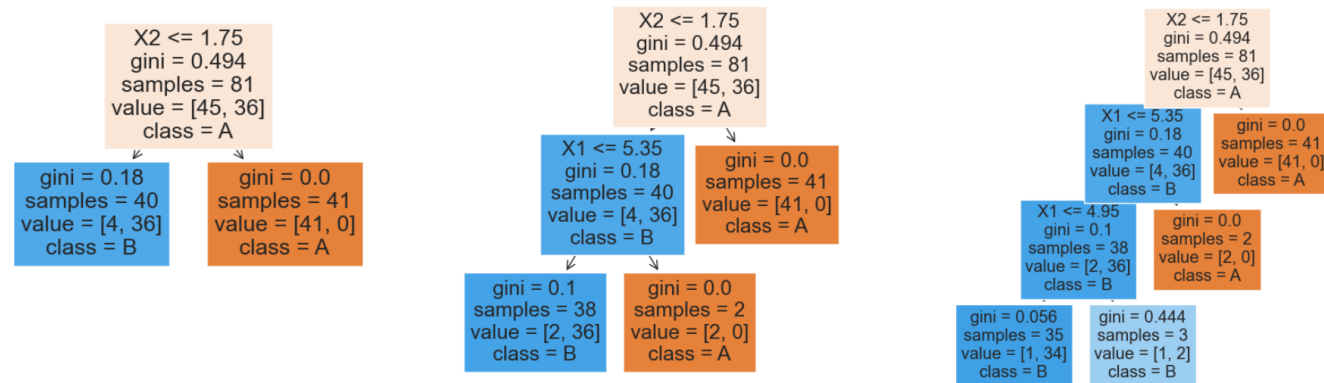 X2 <= 1.75
gini = 0.494
samples = 81
value = [45, 36]
class = A
gini = 0.18
samples = 40
value = [4, 36]
class = B
gini = 0.0
samples = 41
value = [41, 0]
class = A
X2 <= 1.75
gini = 0.494
samples = 81
value = [45, 36]
class = A
X1 <= 5.35
gini = 0.18
samples = 40
value = [4, 36]
class = B
gini = 0.0
samples = 41
value = [41, 0]
class = A
gini = 0.1
samples = 38
value = [2, 36]
class = B
gini = 0.0
samples = 2
value = [2, 0]
class = A
X2 <= 1.75
gini = 0.494
samples = 81
value = [45, 36]
class = A
X1 <= 5.35
gini = 0.18
samples = 40
value = [4, 36]
class = B
gini = 0.0
samples = 41
value = [41, 0]
class = A
X1 <= 4.95
gini = 0.1
samples = 38
value = [2, 36]
class = B
gini = 0.0
samples = 2
value = [2, 0]
class = A
gini = 0.056
samples = 35
value = [1, 34]
class = B
gini = 0.444
samples = 3
value = [1, 2]
class = B